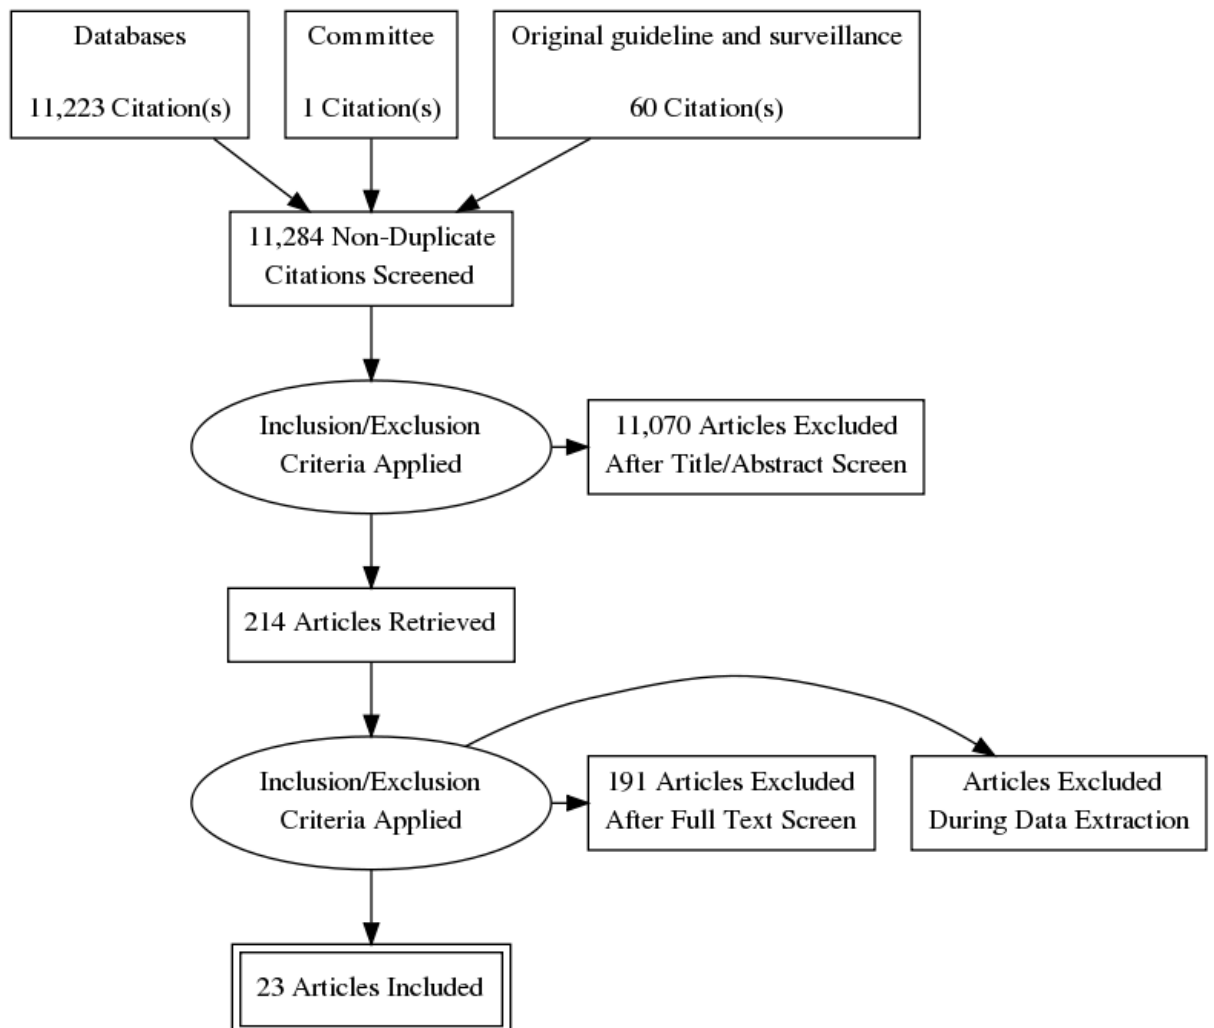 Databases
11,223 Citation(s)
Committee
1 Citation(s)
Original guideline and surveillance
60 Citation(s)
11,284 Non-Duplicate
Citations Screened
Inclusion/Exclusion
Criteria Applied
11,070 Articles Excluded
After Title/Abstract Screen
214 Articles Retrieved
Inclusion/Exclusion
Criteria Applied
191 Articles Excluded
After Full Text Screen
Articles Excluded
During Data Extraction
23 Articles Included